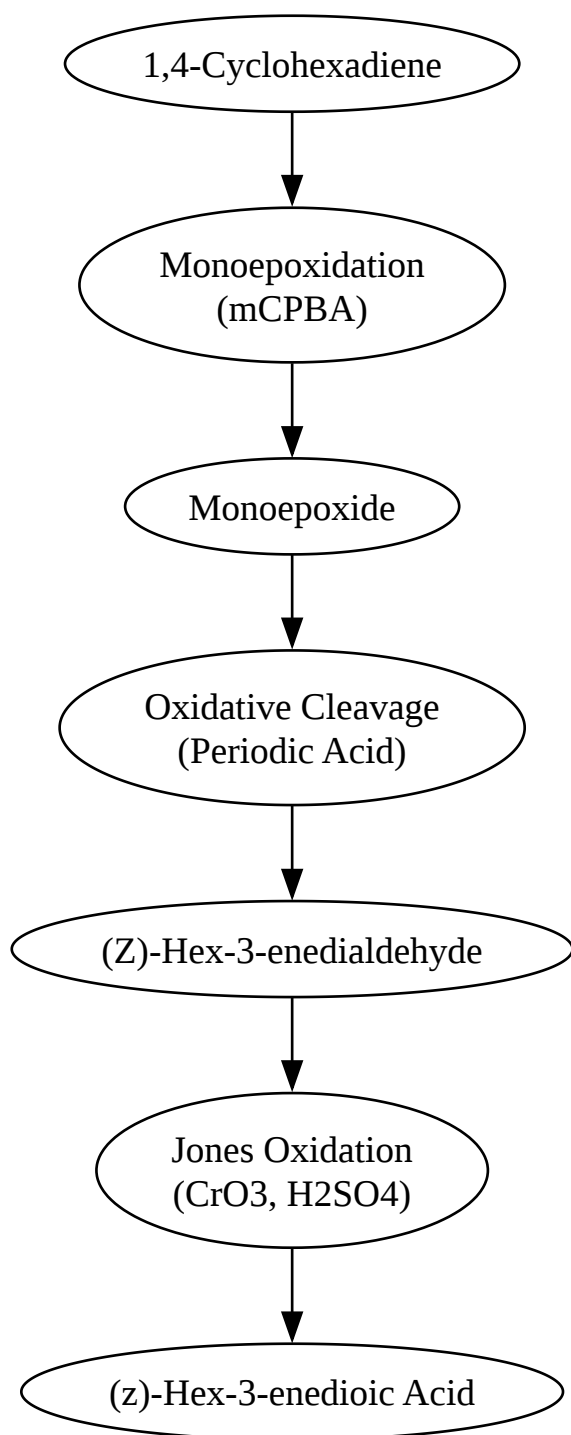 1,4-Cyclohexadiene
Monoepoxidation
(mCPBA)
Monoepoxide
Oxidative Cleavage
(Periodic Acid)
(Z)-Hex-3-enedialdehyde
Jones Oxidation
(CrO3, H2SO4)
(z)-Hex-3-enedioic Acid